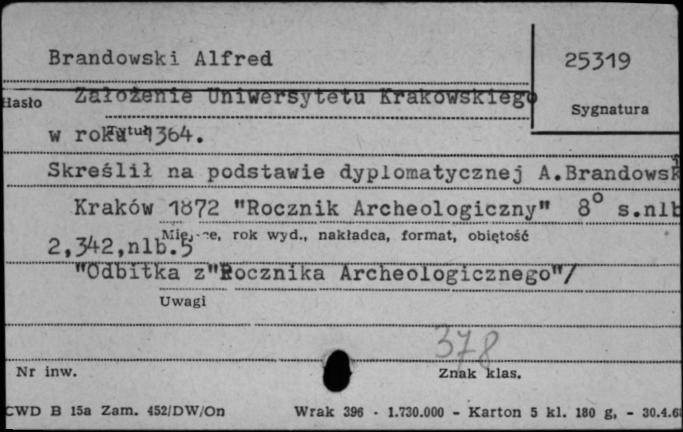 Brandowski Alfred
25319
Hasło Założenie Uniwersytetu Krakowskiego
Sygnatura
w roku 1364.
Tytuł
Skreślił na podstawie dyplomatycznej A.Brandowski
Kraków 1872 "Rocznik Archeologiczny" 8° s.nlb
Miejsce, rok wyd., nakładca, format, objętość
2,342,nlb.5
"Odbitka z"Rocznika Archeologicznego"/
Uwagi
378
Nr inw.
Znak klas.
CWD B 15a Zam. 452/DW/On Wrak 396 - 1.730.000 - Karton 5 kl. 180 g, - 30.4.6